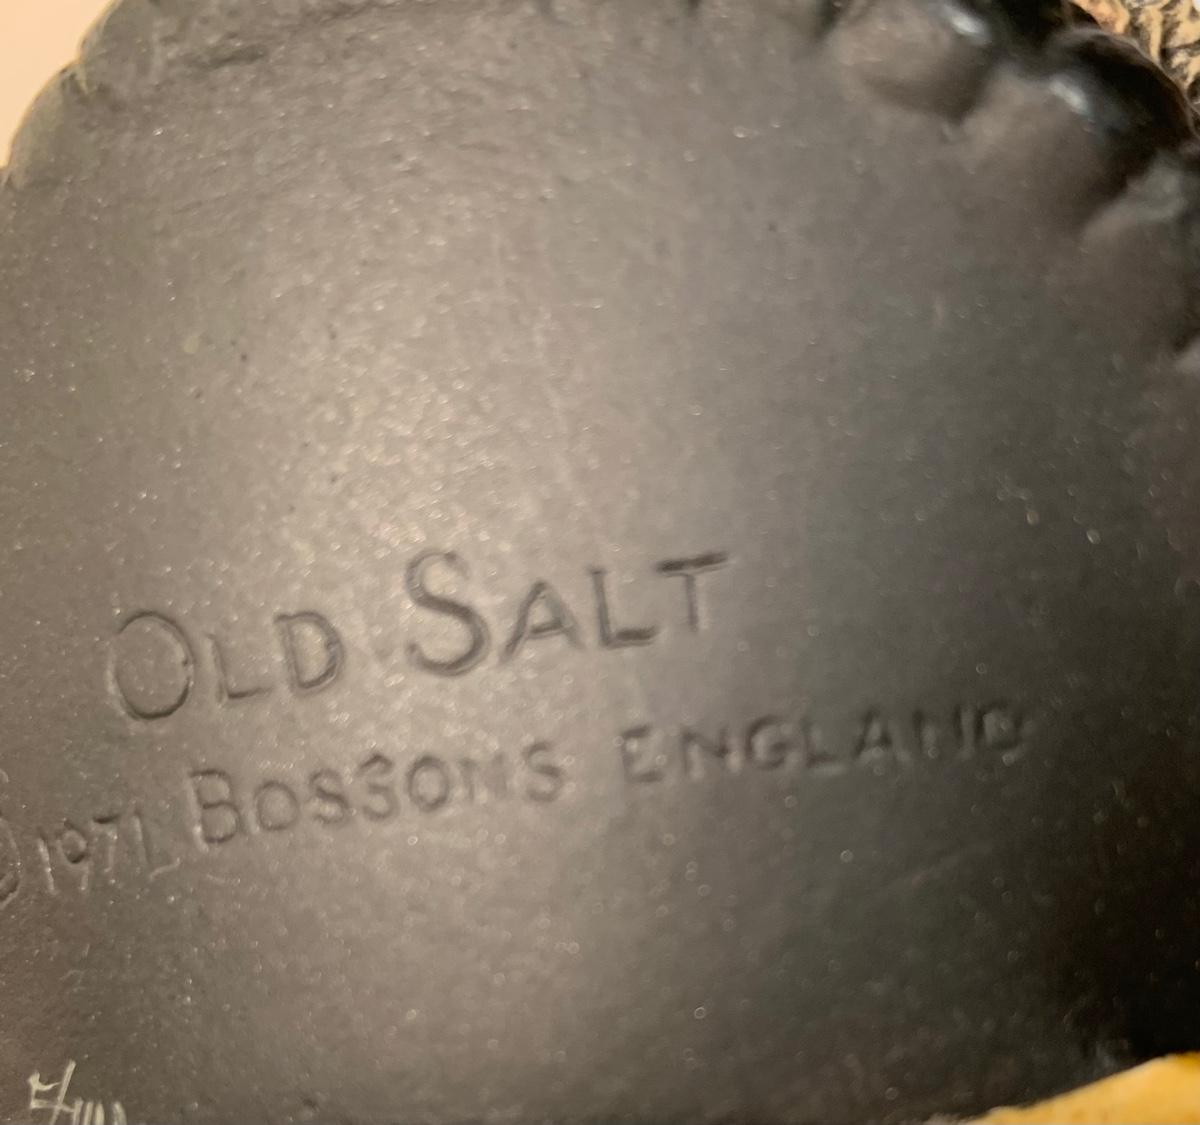 OLD SALT
© 1971 BOSSONS ENGLAND